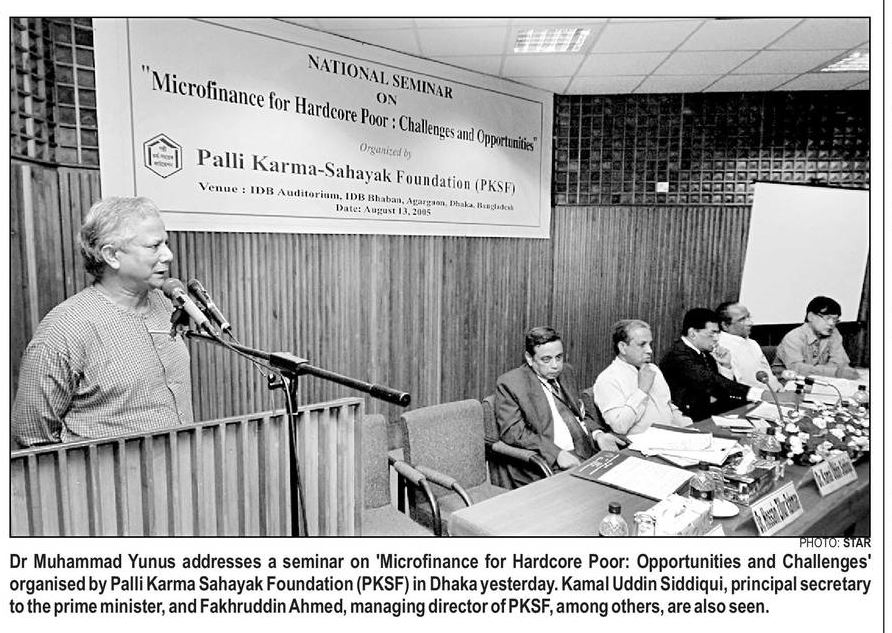 NATIONAL SEMINAR
ON
"Microfinance for Hardcore Poor : Challenges and Opportunities"
Organized by
Palli Karma-Sahayak Foundation (PKSF)
Venue : IDB Auditorium, IDB Bhaban, Agargaon, Dhaka, Bangladesh
Date: August 13, 2005
PHOTO: STAR
Dr Muhammad Yunus addresses a seminar on 'Microfinance for Hardcore Poor: Opportunities and Challenges'
organised by Palli Karma Sahayak Foundation (PKSF) in Dhaka yesterday. Kamal Uddin Siddiqui, principal secretary
to the prime minister, and Fakhruddin Ahmed, managing director of PKSF, among others, are also seen.